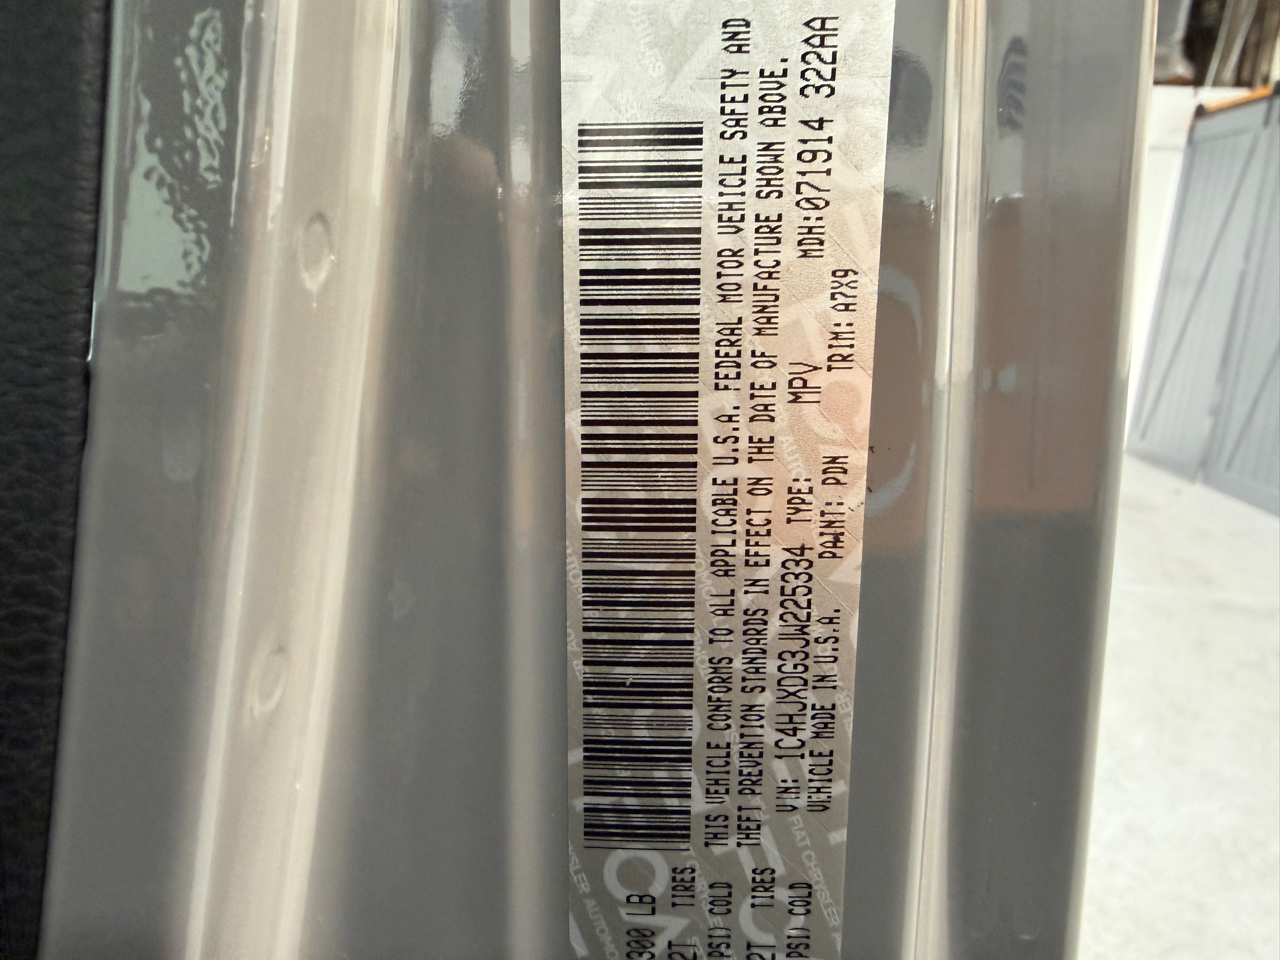 300 LB
2T TIRES
PSI) COLD
2T TIRES
PSI) COLD
THIS VEHICLE CONFORMS TO ALL APPLICABLE U.S.A. FEDERAL MOTOR VEHICLE SAFETY AND
THEFT PREVENTION STANDARDS IN EFFECT ON THE DATE OF MANUFACTURE SHOWN ABOVE.
VIN: 1C4HJXDG3JW225334 TYPE: MPV MDH:071914 322AA
VEHICLE MADE IN U.S.A. PAINT: PDN TRIM: A7X9
FIAT CHRYSLER